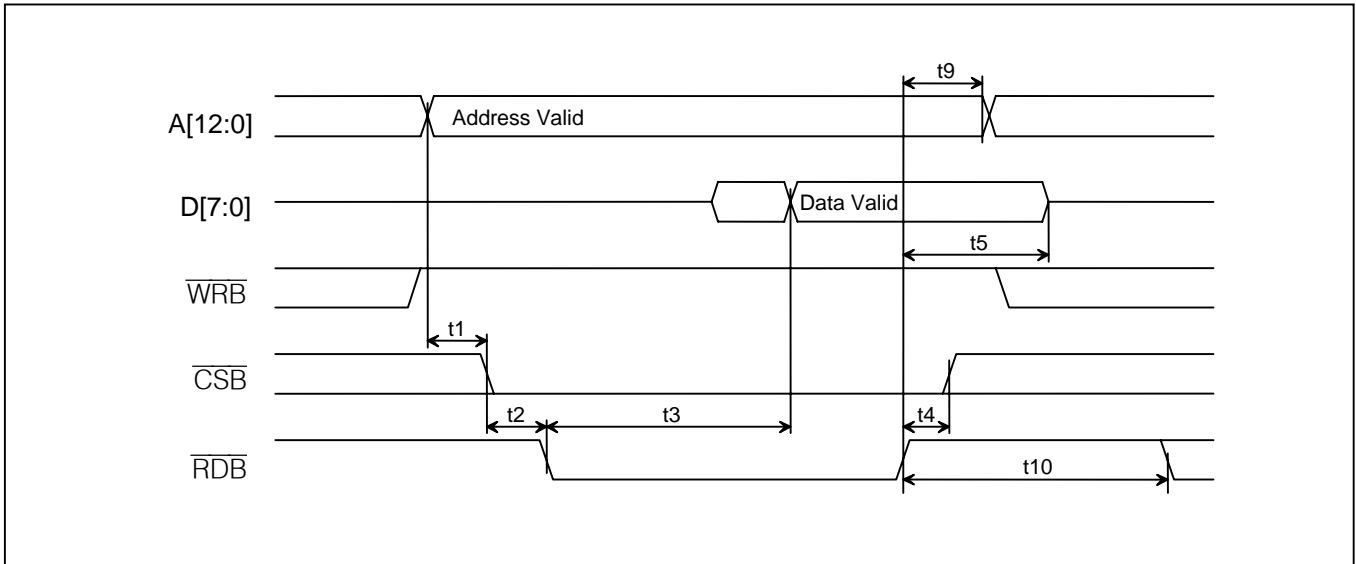 t9
A[12:0]
Address Valid
D[7:0]
Data Valid
t5
WRB
t1
CSB
t2
t3
t4
RDB
t10